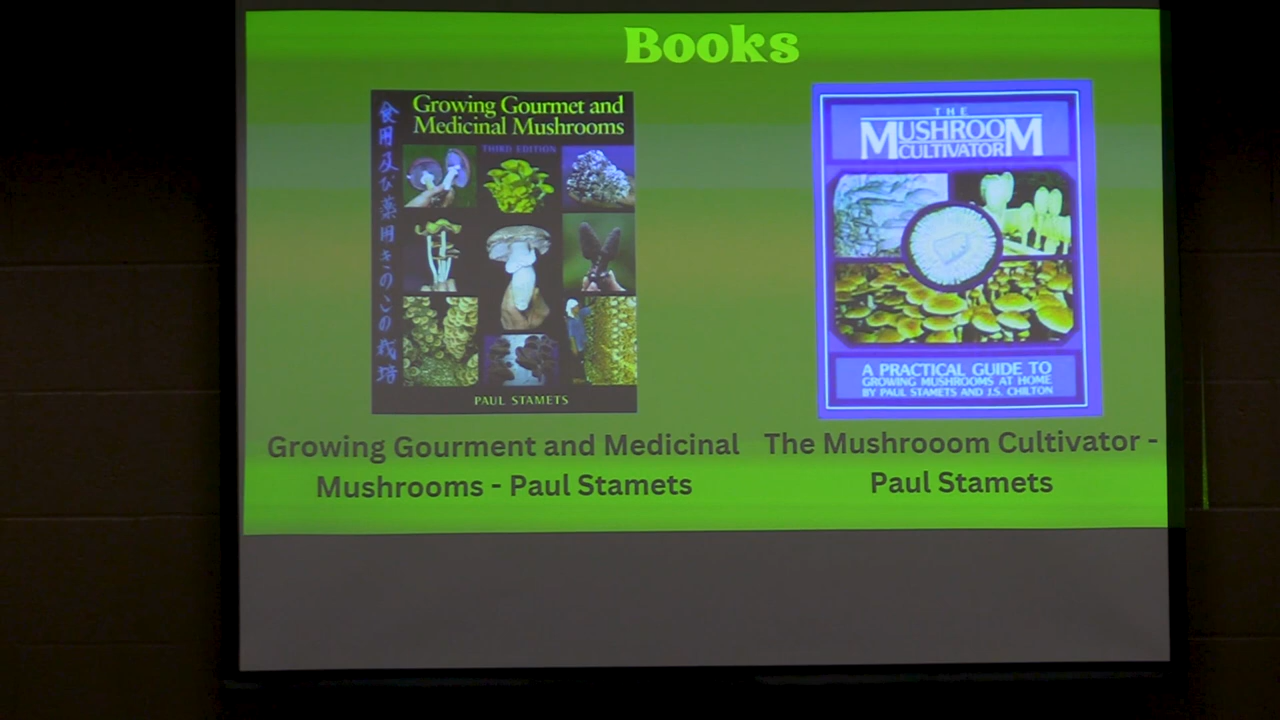 Books
Growing Gourmet and
Medicinal Mushrooms
THIRD EDITION
食用及び薬用きのこの栽培
PAUL STAMETS
THE
MUSHROOM
CULTIVATOR
A PRACTICAL GUIDE TO
GROWING MUSHROOMS AT HOME
BY PAUL STAMETS AND J.S. CHILTON
Growing Gourment and Medicinal
Mushrooms - Paul Stamets
The Mushrooom Cultivator -
Paul Stamets